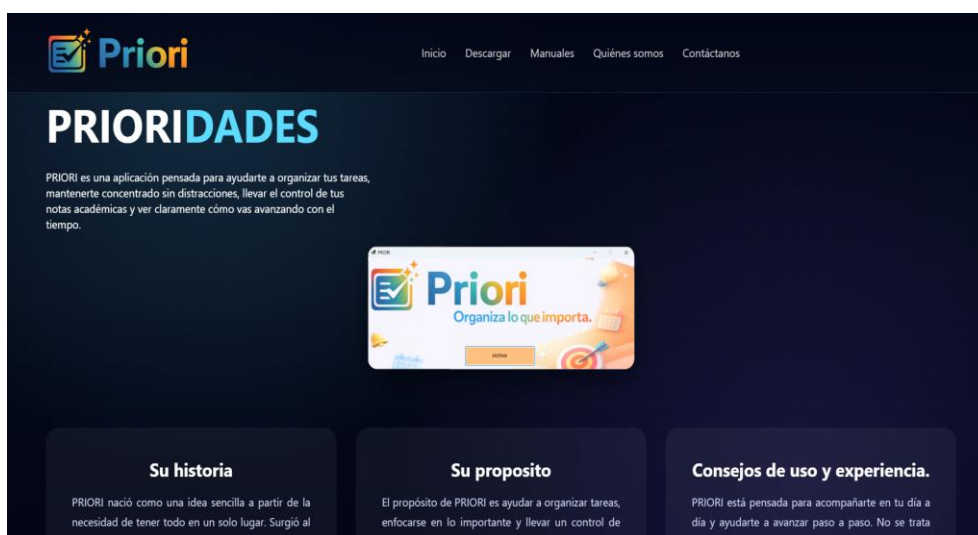 Priori
Inicio Descargar Manuales Quiénes somos Contáctanos
PRIORIDADES
PRIORI es una aplicación pensada para ayudarte a organizar tus tareas,
mantenerte concentrado sin distracciones, llevar el control de tus
notas académicas y ver claramente cómo vas avanzando con el
tiempo.
PRIORI
Priori
Organiza lo que importa.
ENTRAR
Su historia
PRIORI nació como una idea sencilla a partir de la
necesidad de tener todo en un solo lugar. Surgió al
Su proposito
El propósito de PRIORI es ayudar a organizar tareas,
enfocarse en lo importante y llevar un control de
Consejos de uso y experiencia.
PRIORI está pensada para acompañarte en tu día a
día y ayudarte a avanzar paso a paso. No se trata